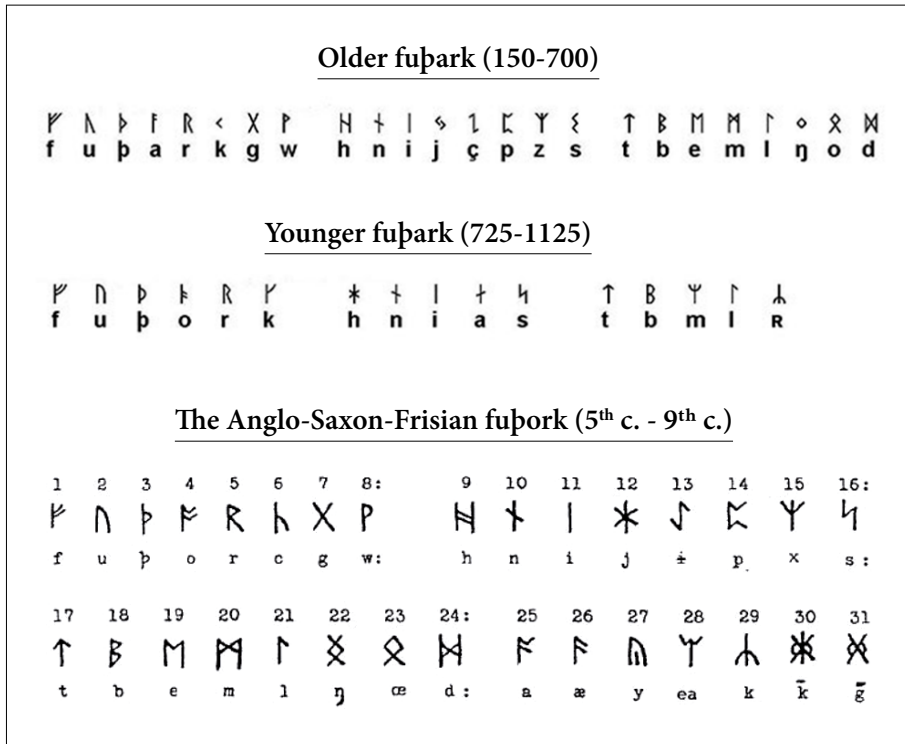 Older fuþark (150-700)
ᚠ ᚢ ᚦ ᚨ ᚱ ᚲ ᚷ ᚹ ᚺ ᚾ ᛁ ᛃ ᛇ ᛈ ᛉ ᛊ ᛏ ᛒ ᛖ ᛗ ᛚ ᛜ ᛟ ᛞ
f u þ a r k g w h n i j ç p z s t b e m l ŋ o d
Younger fuþark (725-1125)
ᚠ ᚢ ᚦ ᚬ ᚱ ᚴ ᚼ ᚾ ᛁ ᛅ ᛋ ᛏ ᛒ ᛘ ᛚ ᛦ
f u þ o r k h n i a s t b m l ʀ
The Anglo-Saxon-Frisian fuþork (5th c. - 9th c.)
1 2 3 4 5 6 7 8: 9 10 11 12 13 14 15 16:
ᚠ ᚢ ᚦ ᚩ ᚱ ᚳ ᚷ ᚹ ᚻ ᚾ ᛁ ᛡ ᛇ ᛈ ᛉ ᛋ
f u þ o r c g w: h n i j ɨ p x s:
17 18 19 20 21 22 23 24: 25 26 27 28 29 30 31
ᛏ ᛒ ᛖ ᛗ ᛚ ᛝ ᛟ ᛞ ᚪ ᚫ ᚣ ᛠ ᛣ ᛤ ᚸ
t b e m l ŋ œ d: a æ y ea k k̄ ḡ